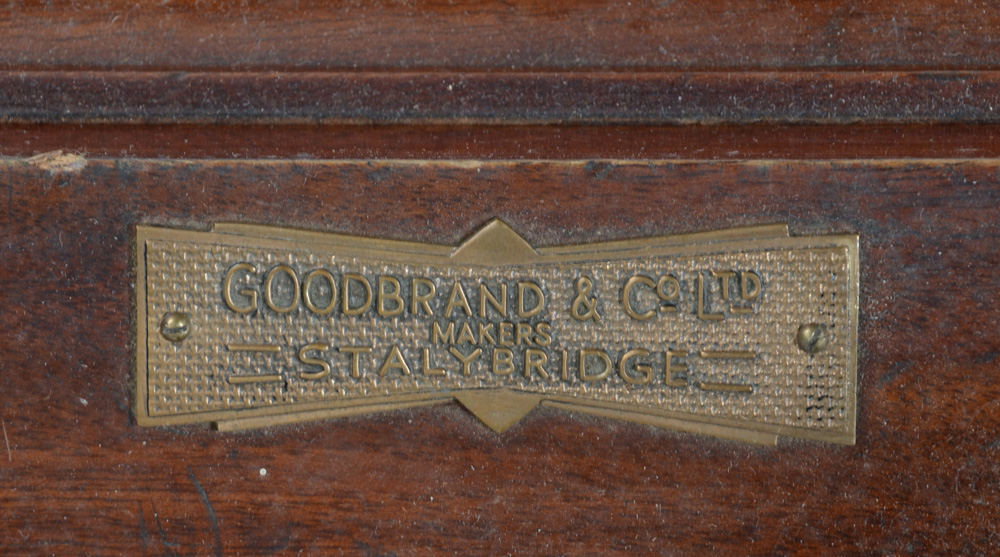 GOODBRAND & Co LTD
MAKERS
STALYBRIDGE